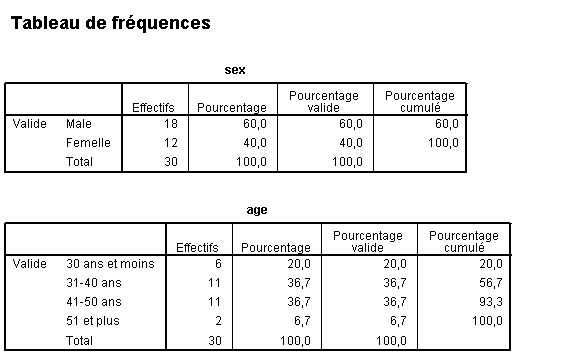 Tableau de fréquences
sex
Effectifs Pourcentage Pourcentage valide Pourcentage cumulé
Valide Male 18 60,0 60,0 60,0
Femelle 12 40,0 40,0 100,0
Total 30 100,0 100,0
age
Effectifs Pourcentage Pourcentage valide Pourcentage cumulé
Valide 30 ans et moins 6 20,0 20,0 20,0
31-40 ans 11 36,7 36,7 56,7
41-50 ans 11 36,7 36,7 93,3
51 et plus 2 6,7 6,7 100,0
Total 30 100,0 100,0